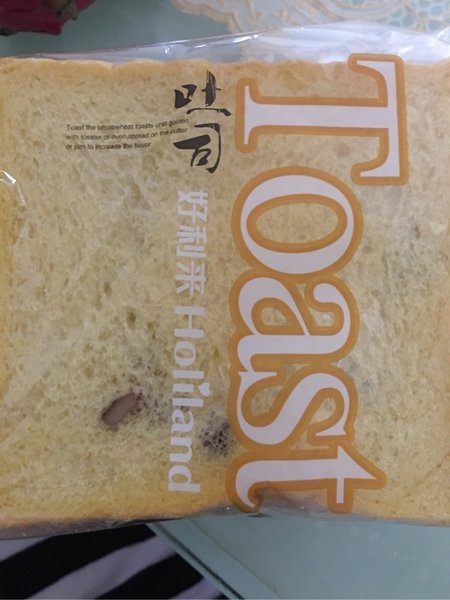 Toast
吐司
Toast the wholewheat toasts until golden
with toaster or oven,spread on the butter
or jam to increase the flavor
好利来 Holiland